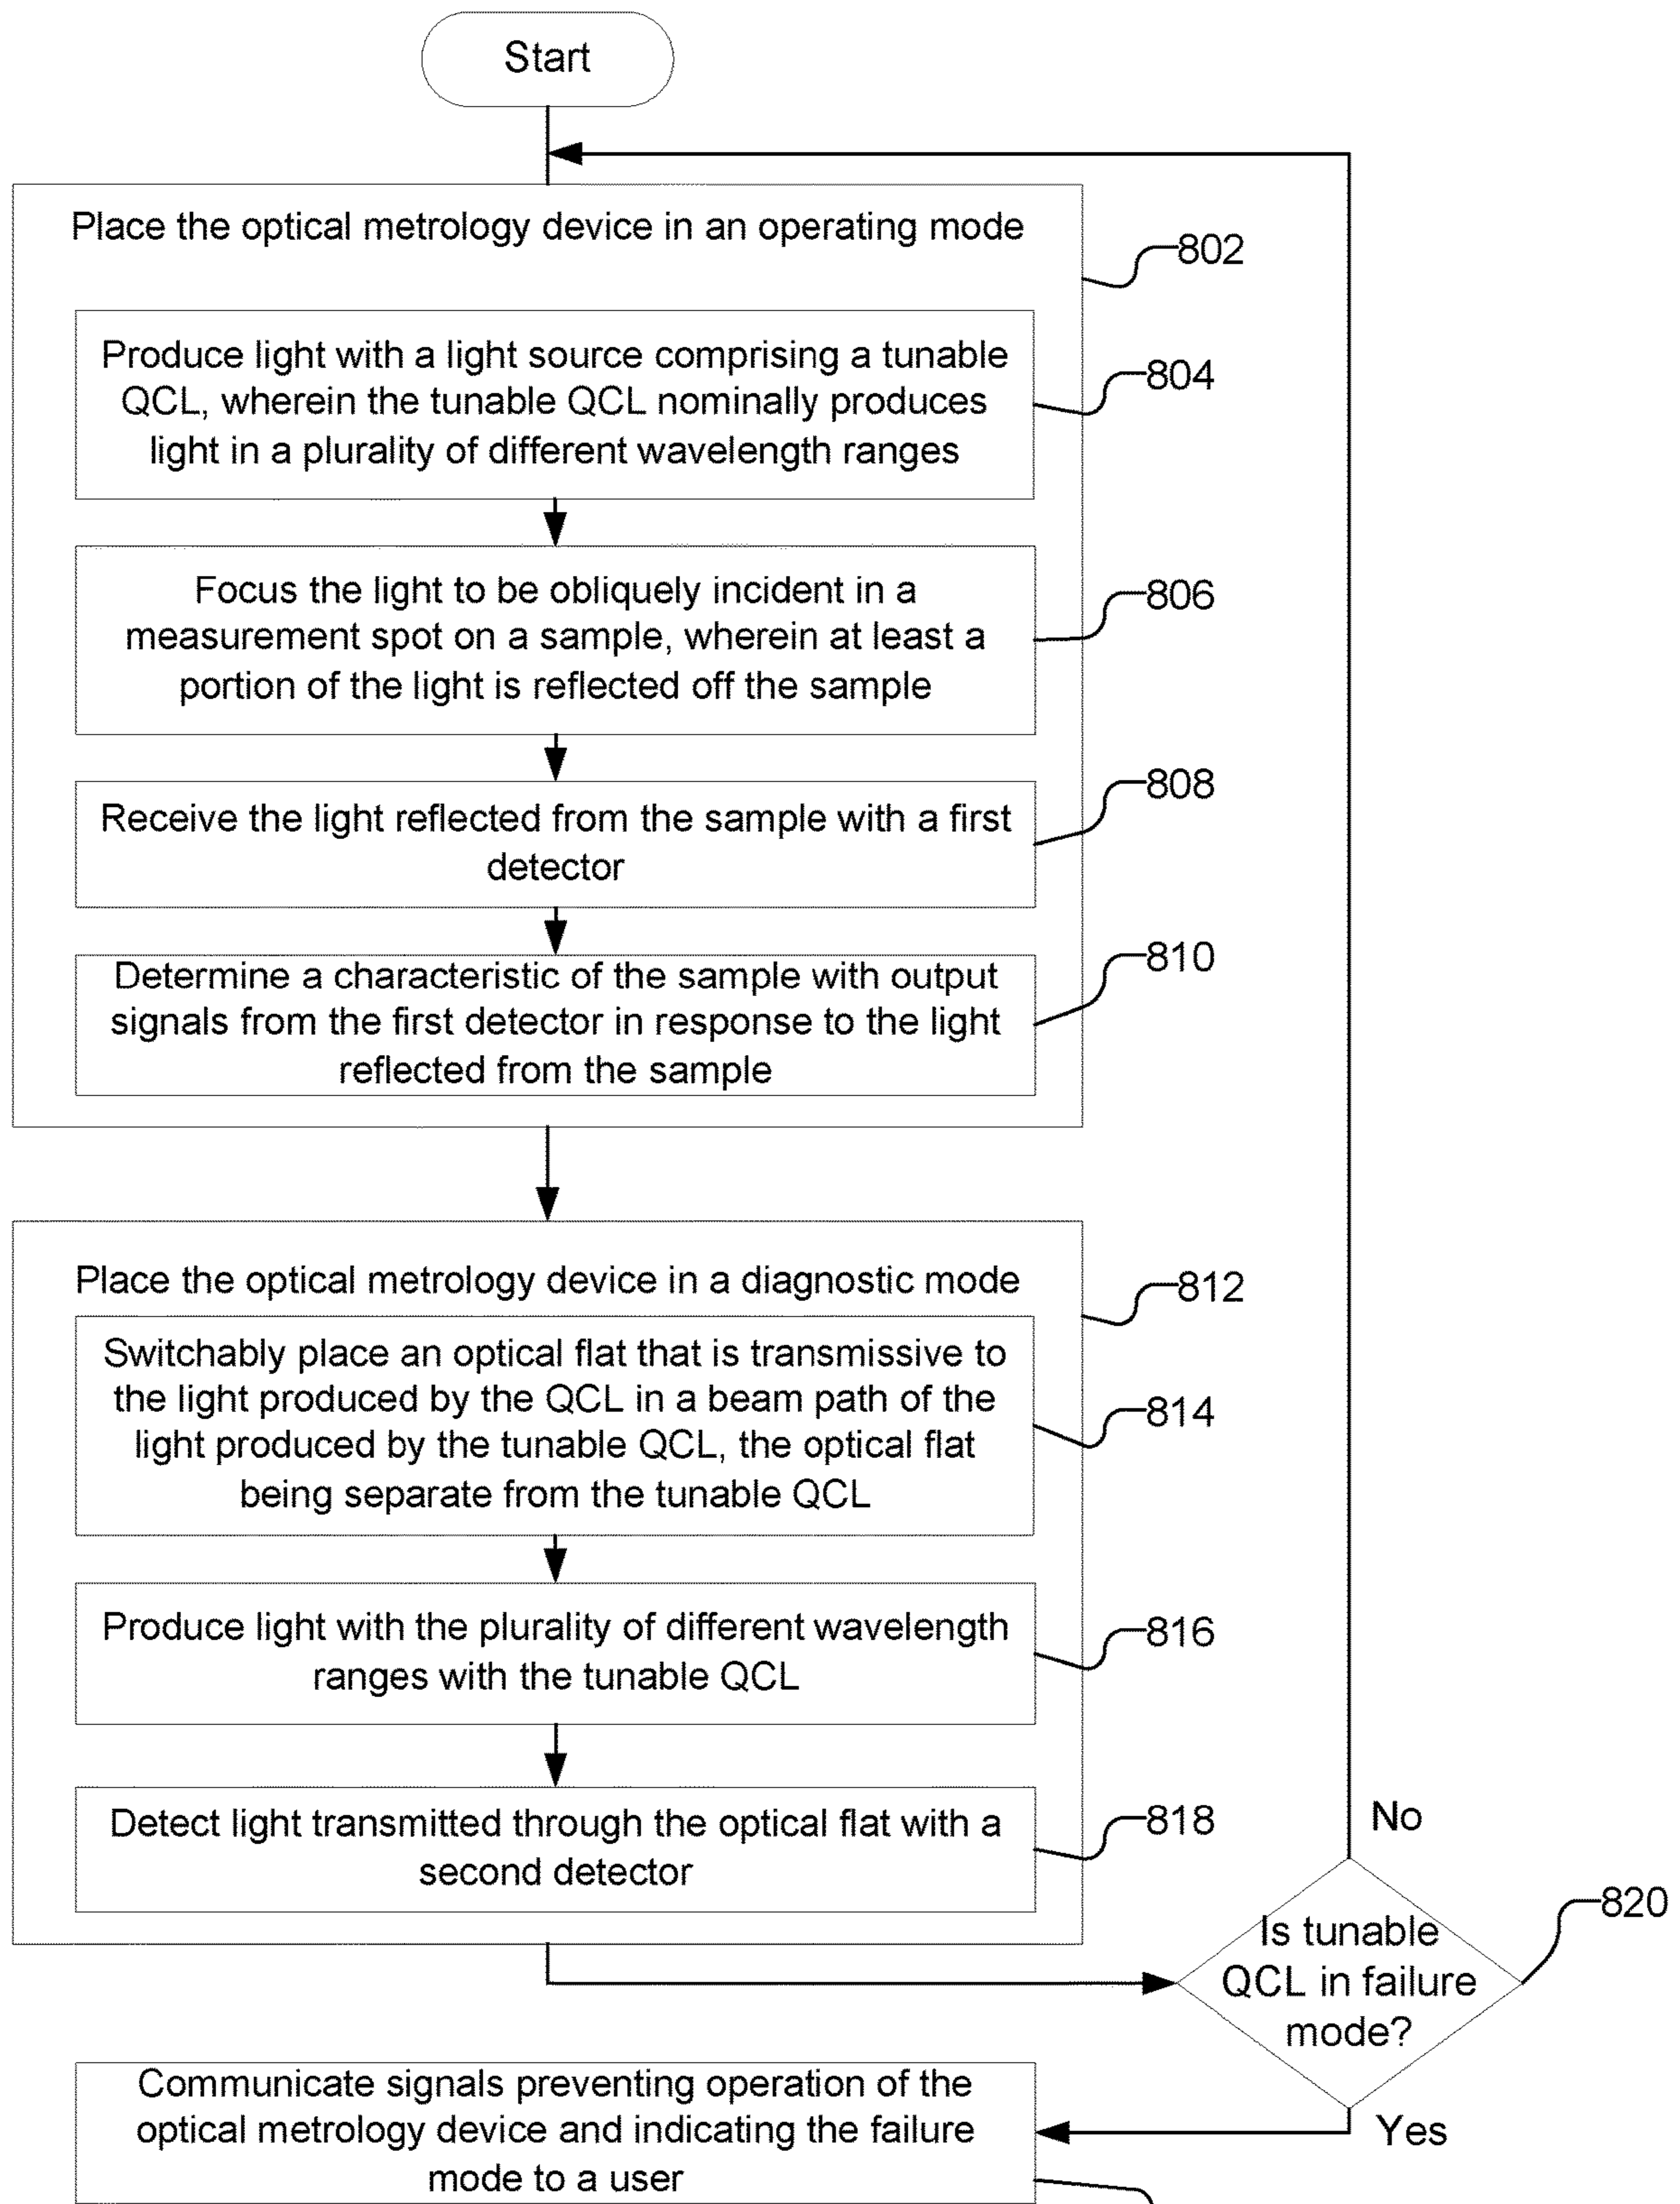 Start
Place the optical metrology device in an operating mode
802
Produce light with a light source comprising a tunable
QCL, wherein the tunable QCL nominally produces
light in a plurality of different wavelength ranges
804
Focus the light to be obliquely incident in a
measurement spot on a sample, wherein at least a
portion of the light is reflected off the sample
806
Receive the light reflected from the sample with a first
detector
808
Determine a characteristic of the sample with output
signals from the first detector in response to the light
reflected from the sample
810
Place the optical metrology device in a diagnostic mode
812
Switchably place an optical flat that is transmissive to
the light produced by the QCL in a beam path of the
light produced by the tunable QCL, the optical flat
being separate from the tunable QCL
814
Produce light with the plurality of different wavelength
ranges with the tunable QCL
816
Detect light transmitted through the optical flat with a
second detector
818
No
Is tunable
QCL in failure
mode?
820
Yes
Communicate signals preventing operation of the
optical metrology device and indicating the failure
mode to a user